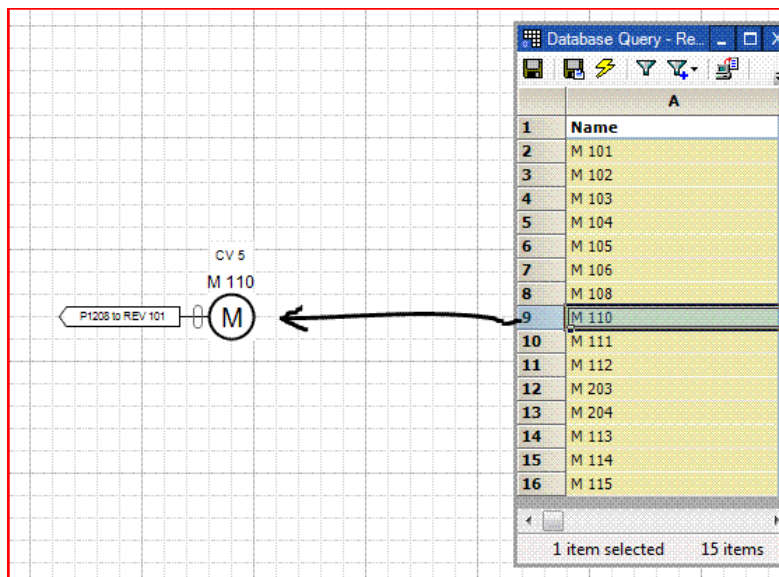 Database Query - Re...
A
1 Name
2 M 101
3 M 102
4 M 103
5 M 104
6 M 105
7 M 106
8 M 108
9 M 110
10 M 111
11 M 112
12 M 203
13 M 204
14 M 113
15 M 114
16 M 115
1 item selected 15 items
CV 5
M 110
P1208 to REV 101
M